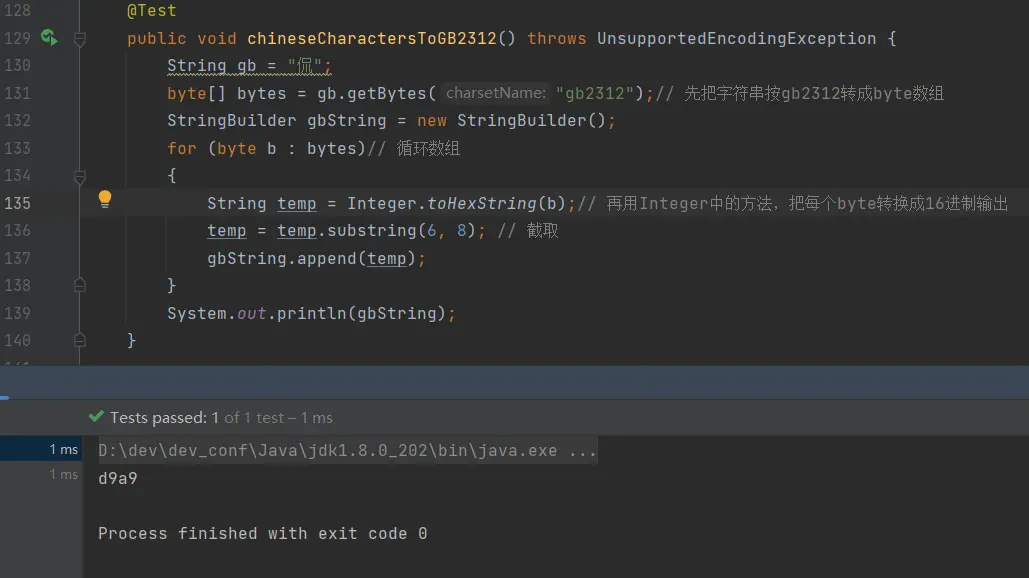 128 @Test
129 public void chineseCharactersToGB2312() throws UnsupportedEncodingException {
130 String gb = "侃";
131 byte[] bytes = gb.getBytes( charsetName: "gb2312");// 先把字符串按gb2312转成byte数组
132 StringBuilder gbString = new StringBuilder();
133 for (byte b : bytes)// 循环数组
134 {
135 String temp = Integer.toHexString(b);// 再用Integer中的方法，把每个byte转换成16进制输出
136 temp = temp.substring(6, 8); // 截取
137 gbString.append(temp);
138 }
139 System.out.println(gbString);
140 }
Tests passed: 1 of 1 test – 1 ms
1 ms D:\dev\dev_conf\Java\jdk1.8.0_202\bin\java.exe ...
1 ms d9a9
Process finished with exit code 0